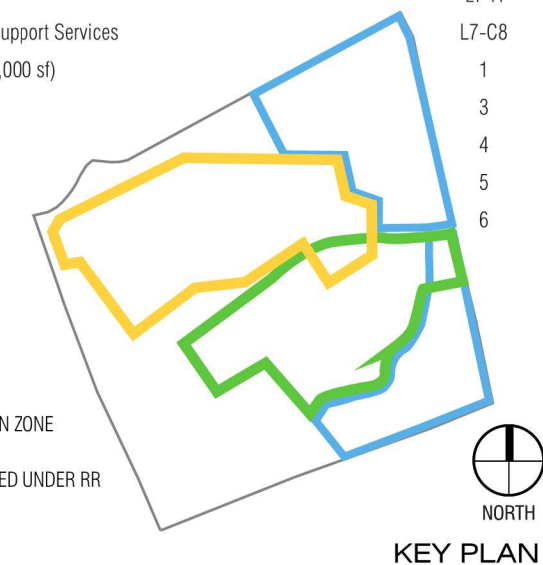 upport Services
L7-C8
,000 sf)
1
3
4
5
6
N ZONE
ED UNDER RR
NORTH
KEY PLAN